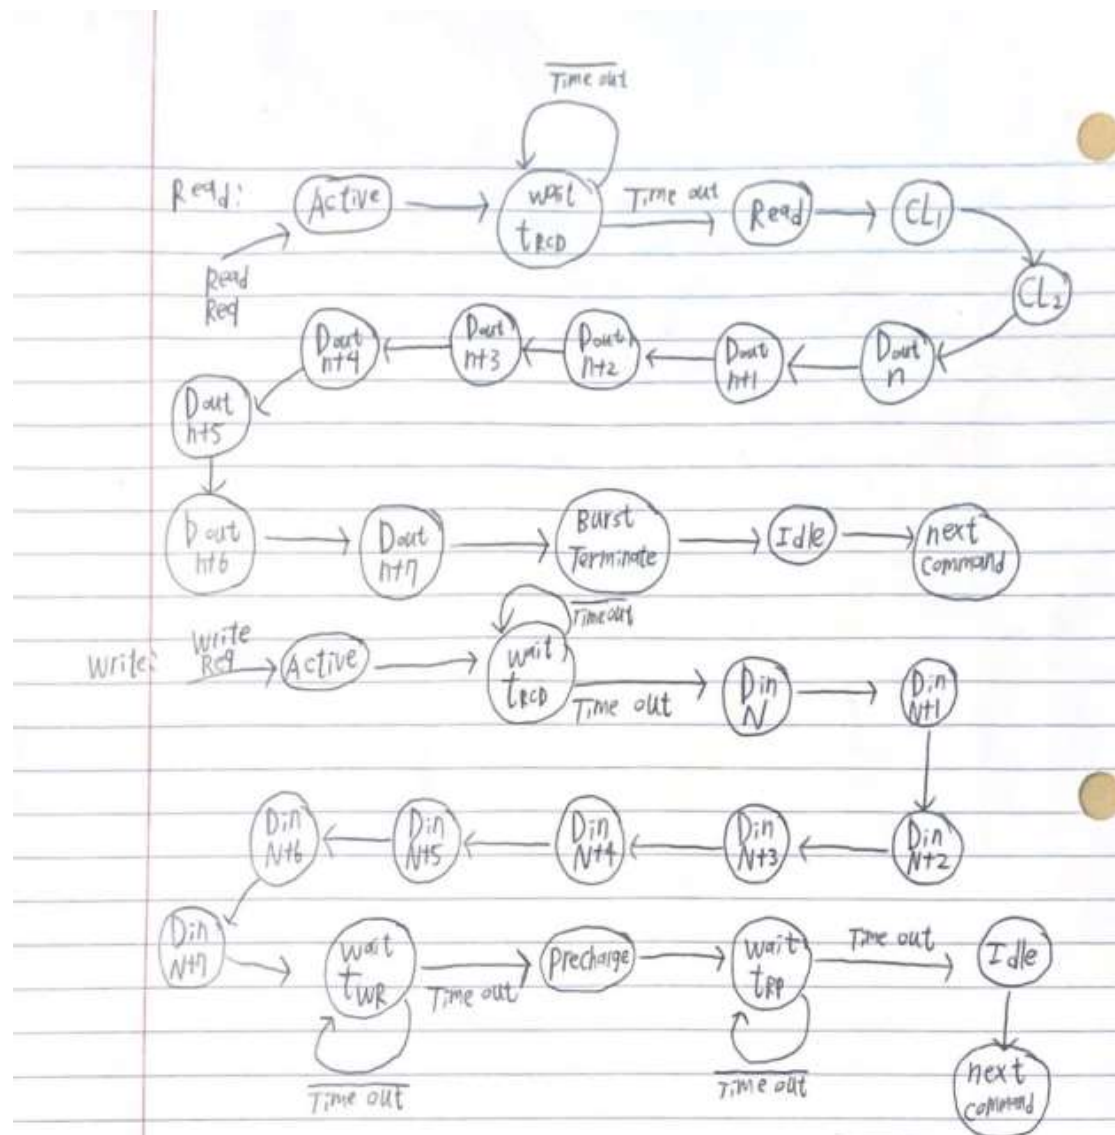 Time out
Read:
Active
wait
tRCD
Time out
Read
CL1
Read
Req
CL2
Dout
n+4
Dout
n+3
Dout
n+2
Dout
n+1
Dout
n
Dout
n+5
Dout
n+6
Dout
n+7
Burst
Terminate
Idle
next
command
Timeout
Write:
Write
Req
Active
wait
tRCD
Time out
Din
N
Din
N+1
Din
N+6
Din
N+5
Din
N+4
Din
N+3
Din
N+2
Din
N+7
wait
tWR
Time out
Precharge
wait
tRP
Time out
Idle
Time out
Time out
next
command